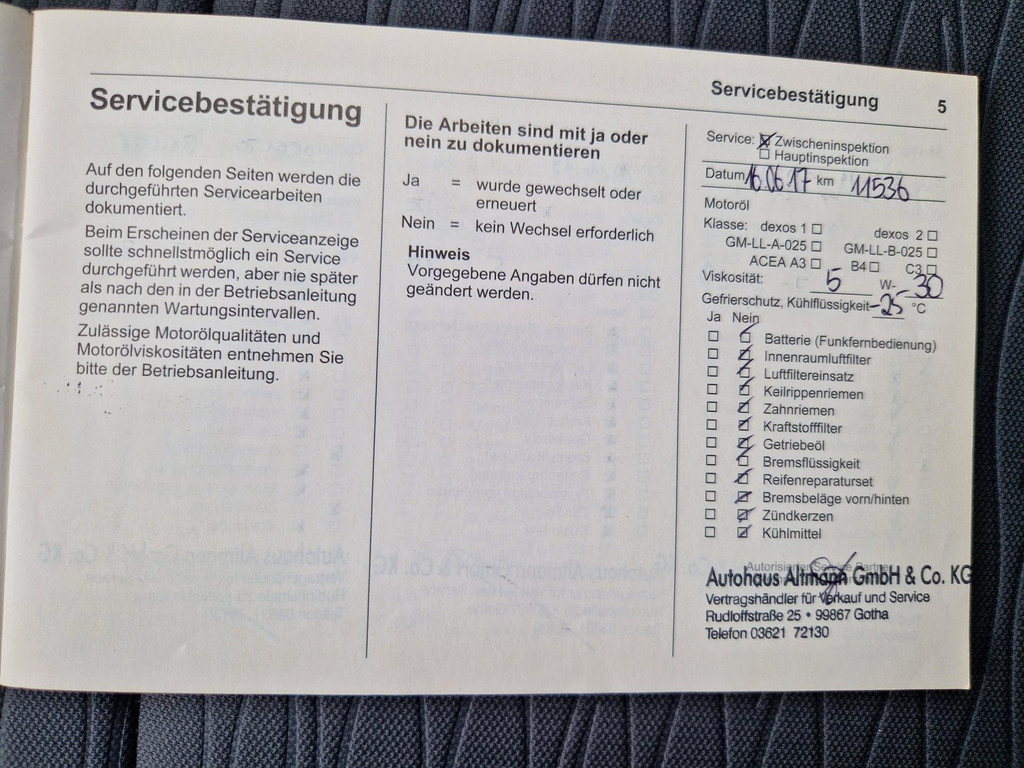 Servicebestätigung 5
Servicebestätigung
Auf den folgenden Seiten werden die
durchgeführten Servicearbeiten
dokumentiert.
Beim Erscheinen der Serviceanzeige
sollte schnellstmöglich ein Service
durchgeführt werden, aber nie später
als nach den in der Betriebsanleitung
genannten Wartungsintervallen.
Zulässige Motorölqualitäten und
Motorölviskositäten entnehmen Sie
bitte der Betriebsanleitung.
Die Arbeiten sind mit ja oder
nein zu dokumentieren
Ja = wurde gewechselt oder
erneuert
Nein = kein Wechsel erforderlich
Hinweis
Vorgegebene Angaben dürfen nicht
geändert werden.
Service: ☒ Zwischeninspektion
☐ Hauptinspektion
Datum 16.06.17 km 11536
Motoröl
Klasse: dexos 1 ☐ dexos 2 ☐
GM-LL-A-025 ☐ GM-LL-B-025 ☐
ACEA A3 ☐ B4 ☐ C3 ☐
Viskosität: 5 W- 30
Gefrierschutz, Kühlflüssigkeit -25 °C
Ja Nein
☐ ☑ Batterie (Funkfernbedienung)
☐ ☑ Innenraumluftfilter
☐ ☑ Luftfiltereinsatz
☐ ☑ Keilrippenriemen
☐ ☑ Zahnriemen
☐ ☑ Kraftstofffilter
☐ ☑ Getriebeöl
☐ ☑ Bremsflüssigkeit
☐ ☑ Reifenreparaturset
☐ ☑ Bremsbeläge vorn/hinten
☐ ☑ Zündkerzen
☐ ☑ Kühlmittel
Autorisierter Service Partner
Autohaus Altmann GmbH & Co. KG
Vertragshändler für Verkauf und Service
Rudloffstraße 25 • 99867 Gotha
Telefon 03621 72130